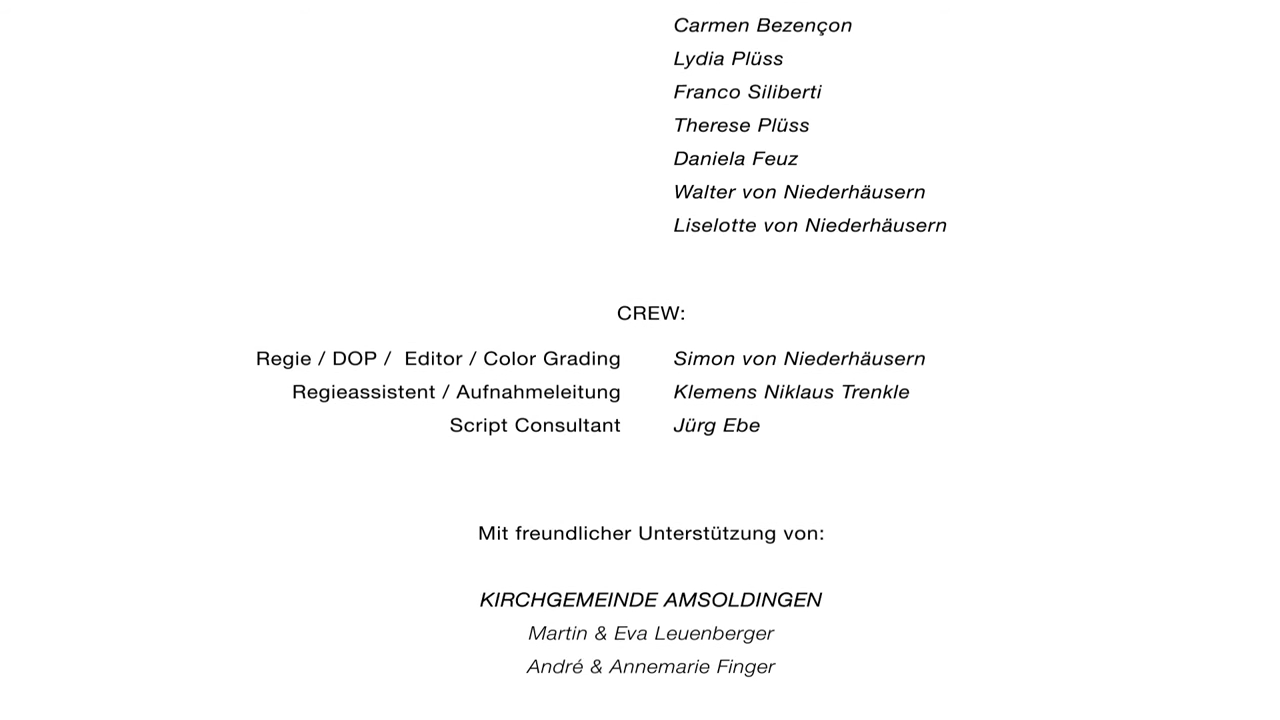 Carmen Bezençon
Lydia Plüss
Franco Siliberti
Therese Plüss
Daniela Feuz
Walter von Niederhäusern
Liselotte von Niederhäusern
CREW:
Regie / DOP /  Editor / Color Grading Simon von Niederhäusern
Regieassistent / Aufnahmeleitung Klemens Niklaus Trenkle
Script Consultant Jürg Ebe
Mit freundlicher Unterstützung von:
KIRCHGEMEINDE AMSOLDINGEN
Martin & Eva Leuenberger
André & Annemarie Finger